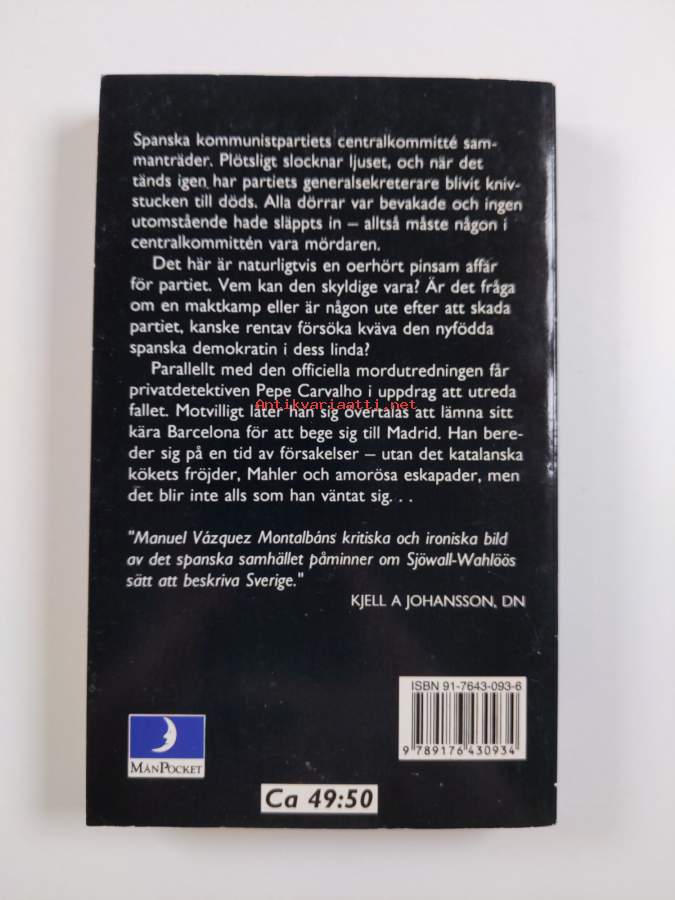 Spanska kommunistpartiets centralkommitté sam-
manträder. Plötsligt slocknar ljuset, och när det
tänds igen har partiets generalsekreterare blivit kniv-
stucken till döds. Alla dörrar var bevakade och ingen
utomstående hade släppts in – alltså måste någon i
centralkommittén vara mördaren.
Det här är naturligtvis en oerhört pinsam affär
för partiet. Vem kan den skyldige vara? Är det fråga
om en maktkamp eller är någon ute efter att skada
partiet, kanske rentav försöka kväva den nyfödda
spanska demokratin i dess linda?
Parallellt med den officiella mordutredningen får
privatdetektiven Pepe Carvalho i uppdrag att utreda
Antikvariaatti.net
fallet. Motvilligt låter han sig övertalas att lämna sitt
kära Barcelona för att bege sig till Madrid. Han bere-
der sig på en tid av försakelser – utan det katalanska
kökets fröjder, Mahler och amorösa eskapader, men
det blir inte alls som han väntat sig. . .
"Manuel Vázquez Montalbáns kritiska och ironiska bild
av det spanska samhället påminner om Sjöwall-Wahlöös
sätt att beskriva Sverige."
KJELL A JOHANSSON, DN
ISBN 91-7643-093-6
9 789176 430934
MÅNPOCKET
Ca 49:50